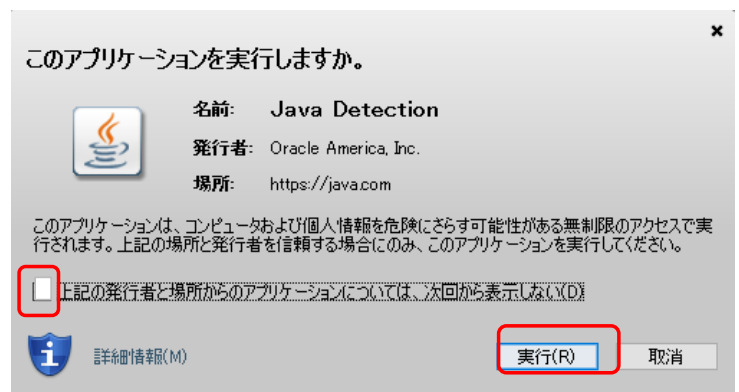 このアプリケーションを実行しますか。
名前: Java Detection
発行者: Oracle America, Inc.
場所: https://java.com
このアプリケーションは、コンピュータおよび個人情報を危険にさらす可能性がある無制限のアクセスで実
行されます。上記の場所と発行者を信頼する場合にのみ、このアプリケーションを実行してください。
上記の発行者と場所からのアプリケーションについては、次回から表示しない(D)
詳細情報(M) 実行(R) 取消